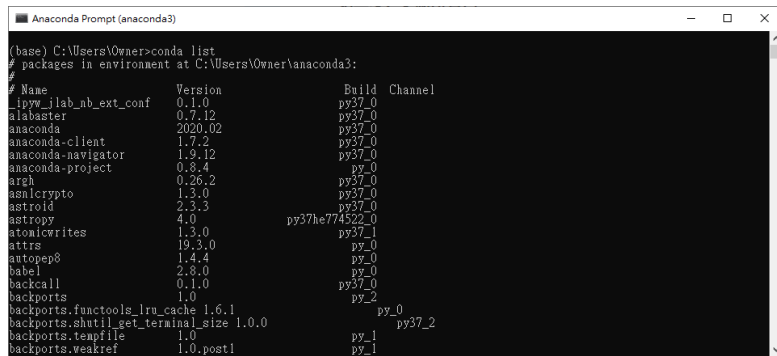 Anaconda Prompt (anaconda3)
(base) C:\Users\Owner>conda list
# packages in environment at C:\Users\Owner\anaconda3:
#
# Name Version Build Channel
_ipyw_jlab_nb_ext_conf 0.1.0 py37_0
alabaster 0.7.12 py37_0
anaconda 2020.02 py37_0
anaconda-client 1.7.2 py37_0
anaconda-navigator 1.9.12 py37_0
anaconda-project 0.8.4 py_0
argh 0.26.2 py37_0
asn1crypto 1.3.0 py37_0
astroid 2.3.3 py37_0
astropy 4.0 py37he774522_0
atomicwrites 1.3.0 py37_1
attrs 19.3.0 py_0
autopep8 1.4.4 py_0
babel 2.8.0 py_0
backcall 0.1.0 py37_0
backports 1.0 py_2
backports.functools_lru_cache 1.6.1 py_0
backports.shutil_get_terminal_size 1.0.0 py37_2
backports.tempfile 1.0 py_1
backports.weakref 1.0.post1 py_1